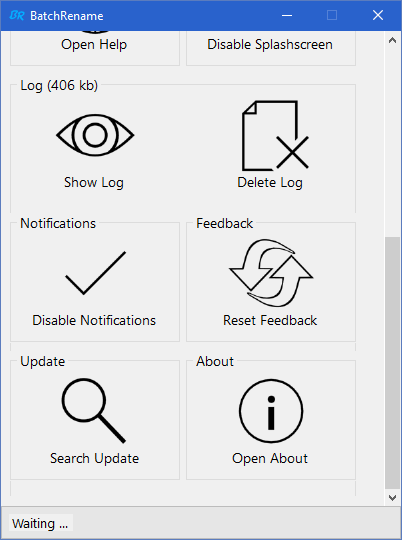 BR BatchRename
Open Help Disable Splashscreen
Log (406 kb)
Show Log Delete Log
Notifications Feedback
Disable Notifications Reset Feedback
Update About
Search Update Open About
Waiting ...